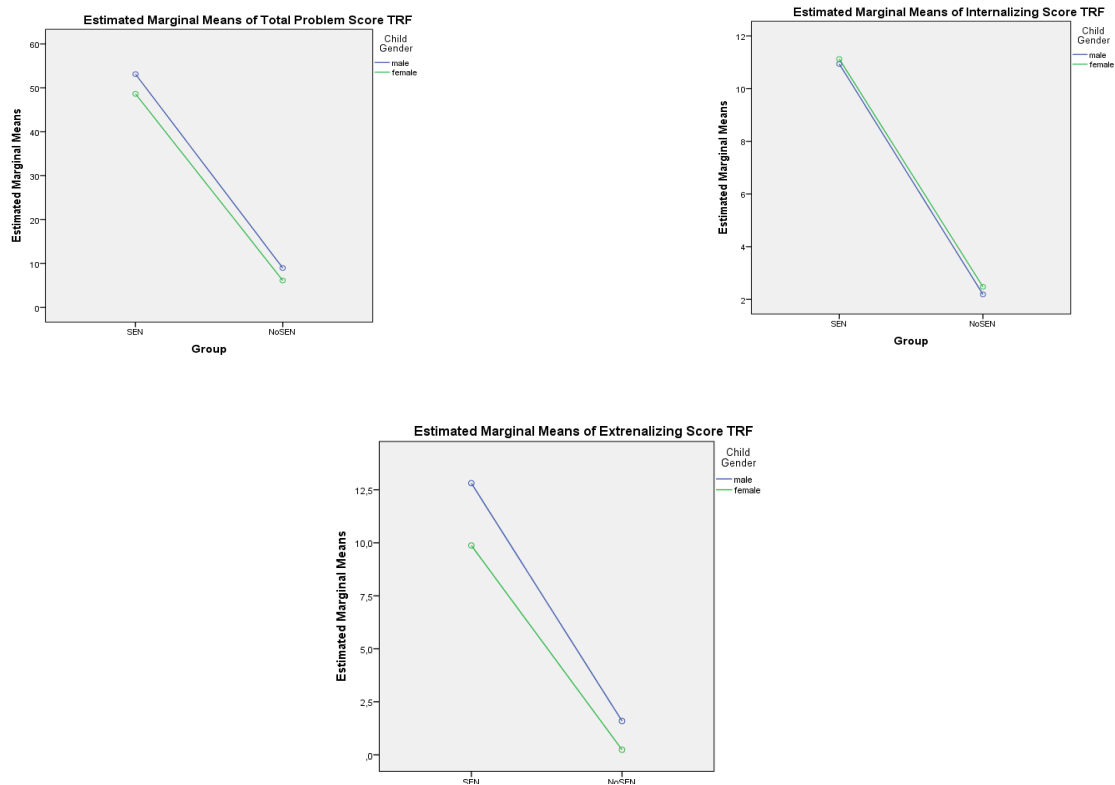 Estimated Marginal Means of Total Problem Score TRF
Child
Gender
male
female
Estimated Marginal Means
60
50
40
30
20
10
0
SEN
NoSEN
Group
Estimated Marginal Means of Internalizing Score TRF
Child
Gender
male
female
Estimated Marginal Means
12
10
8
6
4
2
SEN
NoSEN
Group
Estimated Marginal Means of Extrenalizing Score TRF
Child
Gender
male
female
Estimated Marginal Means
12,5
10,0
7,5
5,0
2,5
,0
SEN
NoSEN